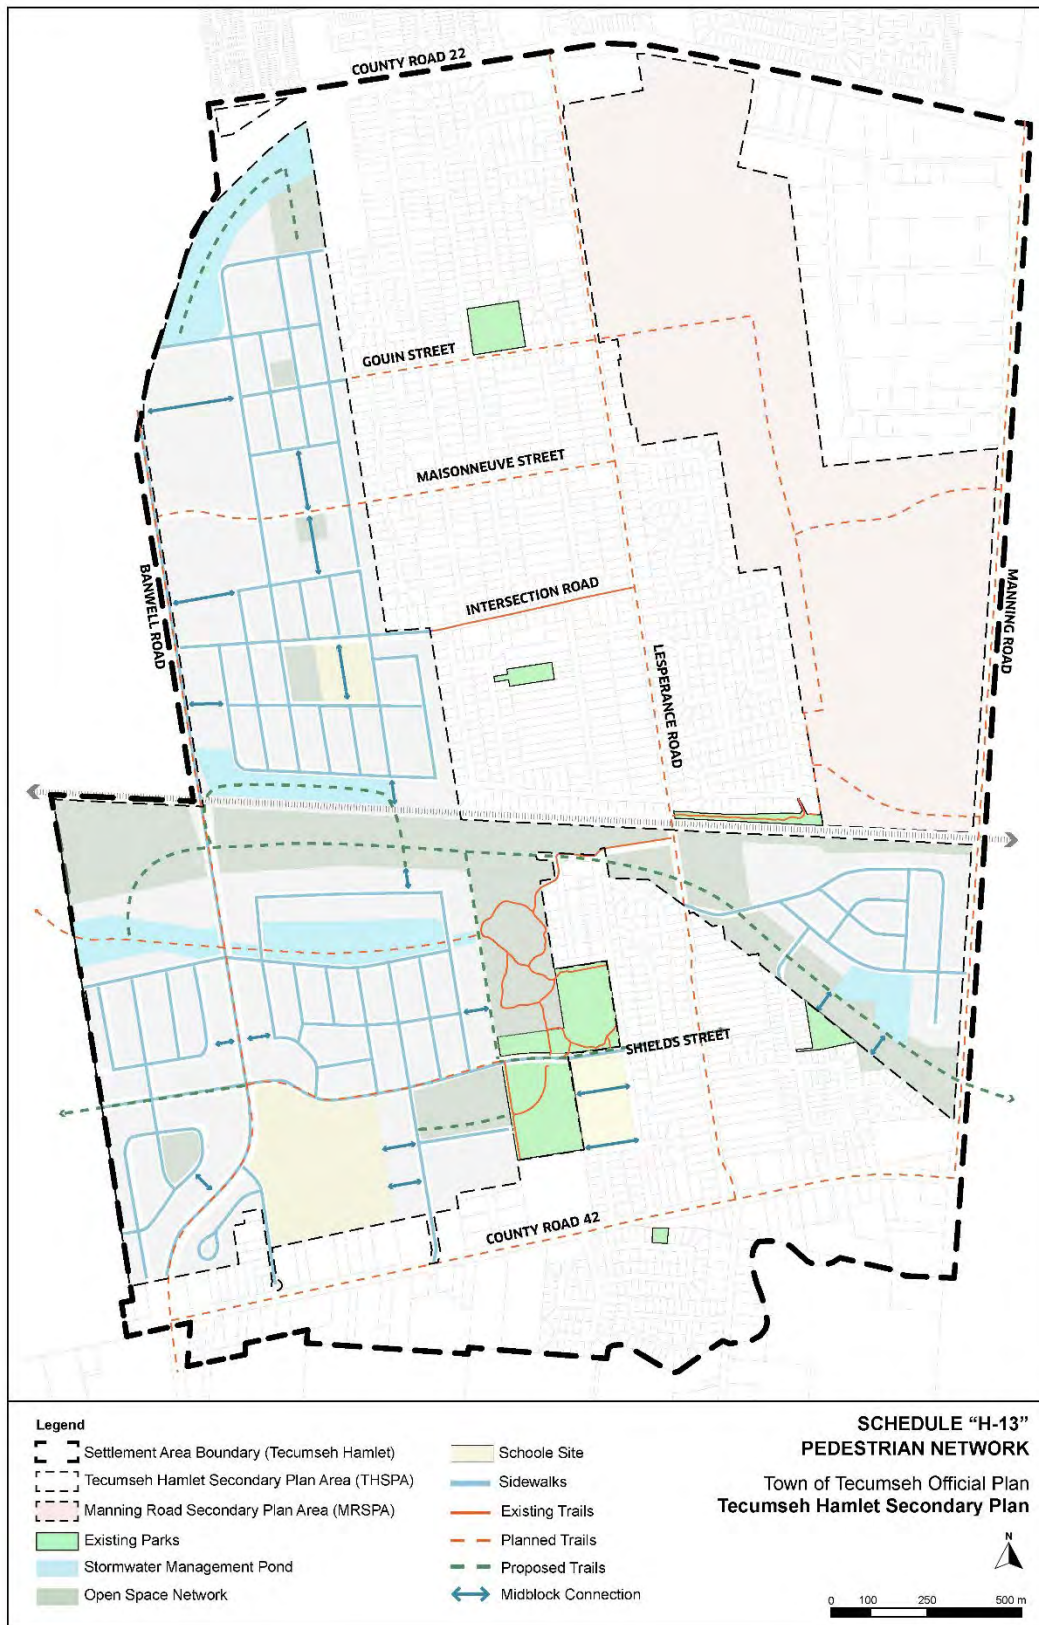 COUNTY ROAD 22
GOUIN STREET
MAISONNEUVE STREET
INTERSECTION ROAD
BANWELL ROAD
LESPERANCE ROAD
MANNING ROAD
SHIELDS STREET
COUNTY ROAD 42
Legend
Settlement Area Boundary (Tecumseh Hamlet)
Tecumseh Hamlet Secondary Plan Area (THSPA)
Manning Road Secondary Plan Area (MRSPA)
Existing Parks
Stormwater Management Pond
Open Space Network
Schoole Site
Sidewalks
Existing Trails
Planned Trails
Proposed Trails
Midblock Connection
SCHEDULE “H-13”
PEDESTRIAN NETWORK
Town of Tecumseh Official Plan
Tecumseh Hamlet Secondary Plan
N
0 100 250 500 m